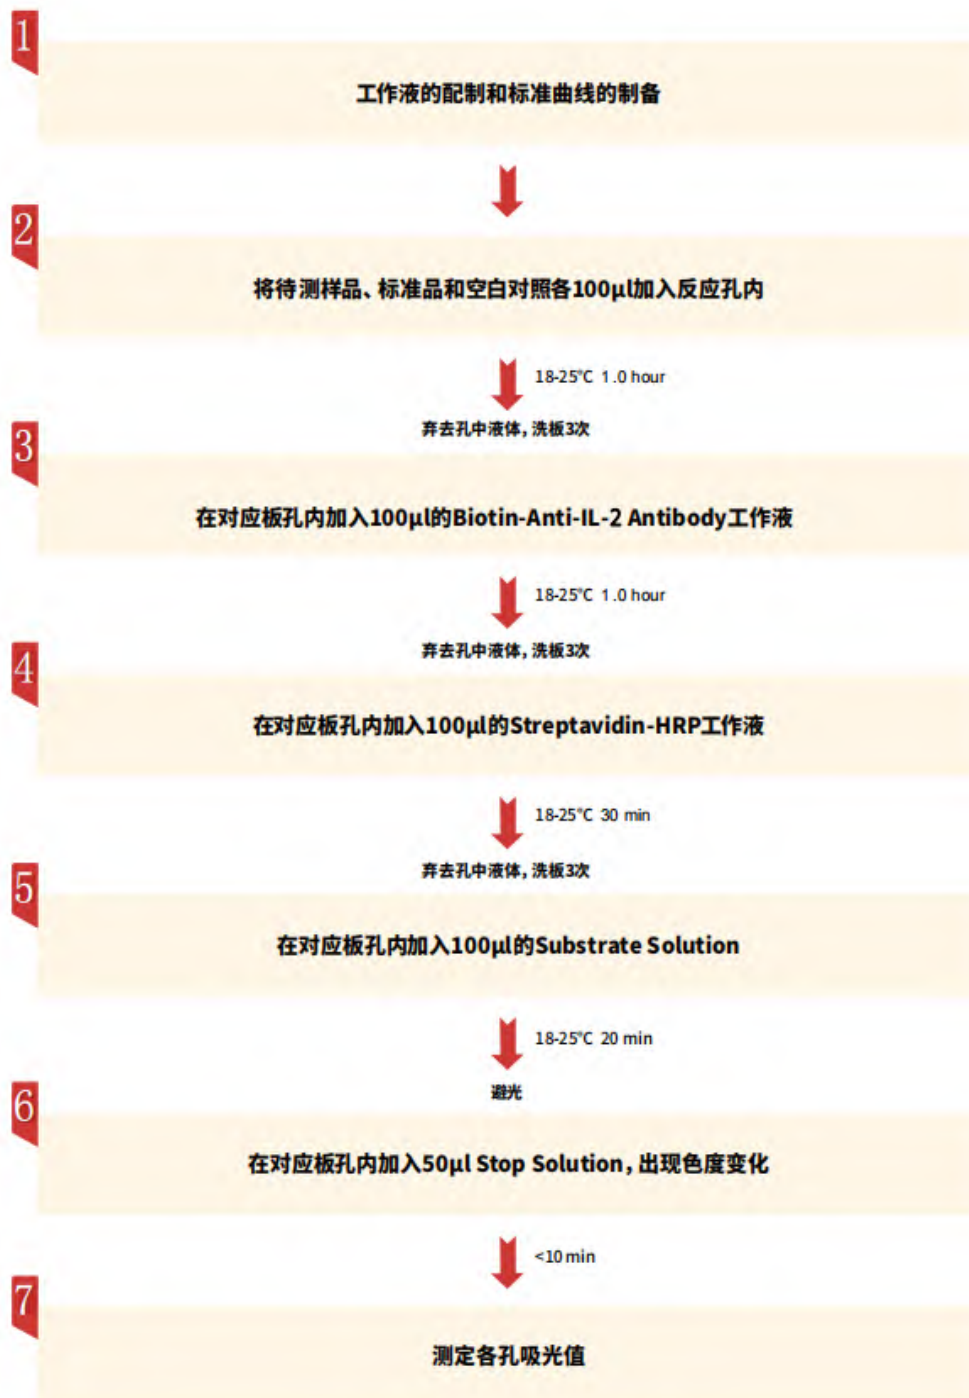 1
工作液的配制和标准曲线的制备
2
将待测样品、标准品和空白对照各100μl加入反应孔内
18-25℃ 1.0 hour
弃去孔中液体，洗板3次
3
在对应板孔内加入100μl的Biotin-Anti-IL-2 Antibody工作液
18-25℃ 1.0 hour
弃去孔中液体，洗板3次
4
在对应板孔内加入100μl的Streptavidin-HRP工作液
18-25℃ 30 min
弃去孔中液体，洗板3次
5
在对应板孔内加入100μl的Substrate Solution
18-25℃ 20 min
避光
6
在对应板孔内加入50μl Stop Solution，出现色度变化
<10 min
7
测定各孔吸光值